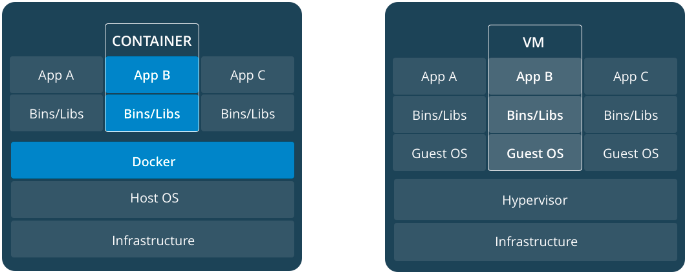 CONTAINER
App A App B App C
Bins/Libs Bins/Libs Bins/Libs
Docker
Host OS
Infrastructure
VM
App A App B App C
Bins/Libs Bins/Libs Bins/Libs
Guest OS Guest OS Guest OS
Hypervisor
Infrastructure